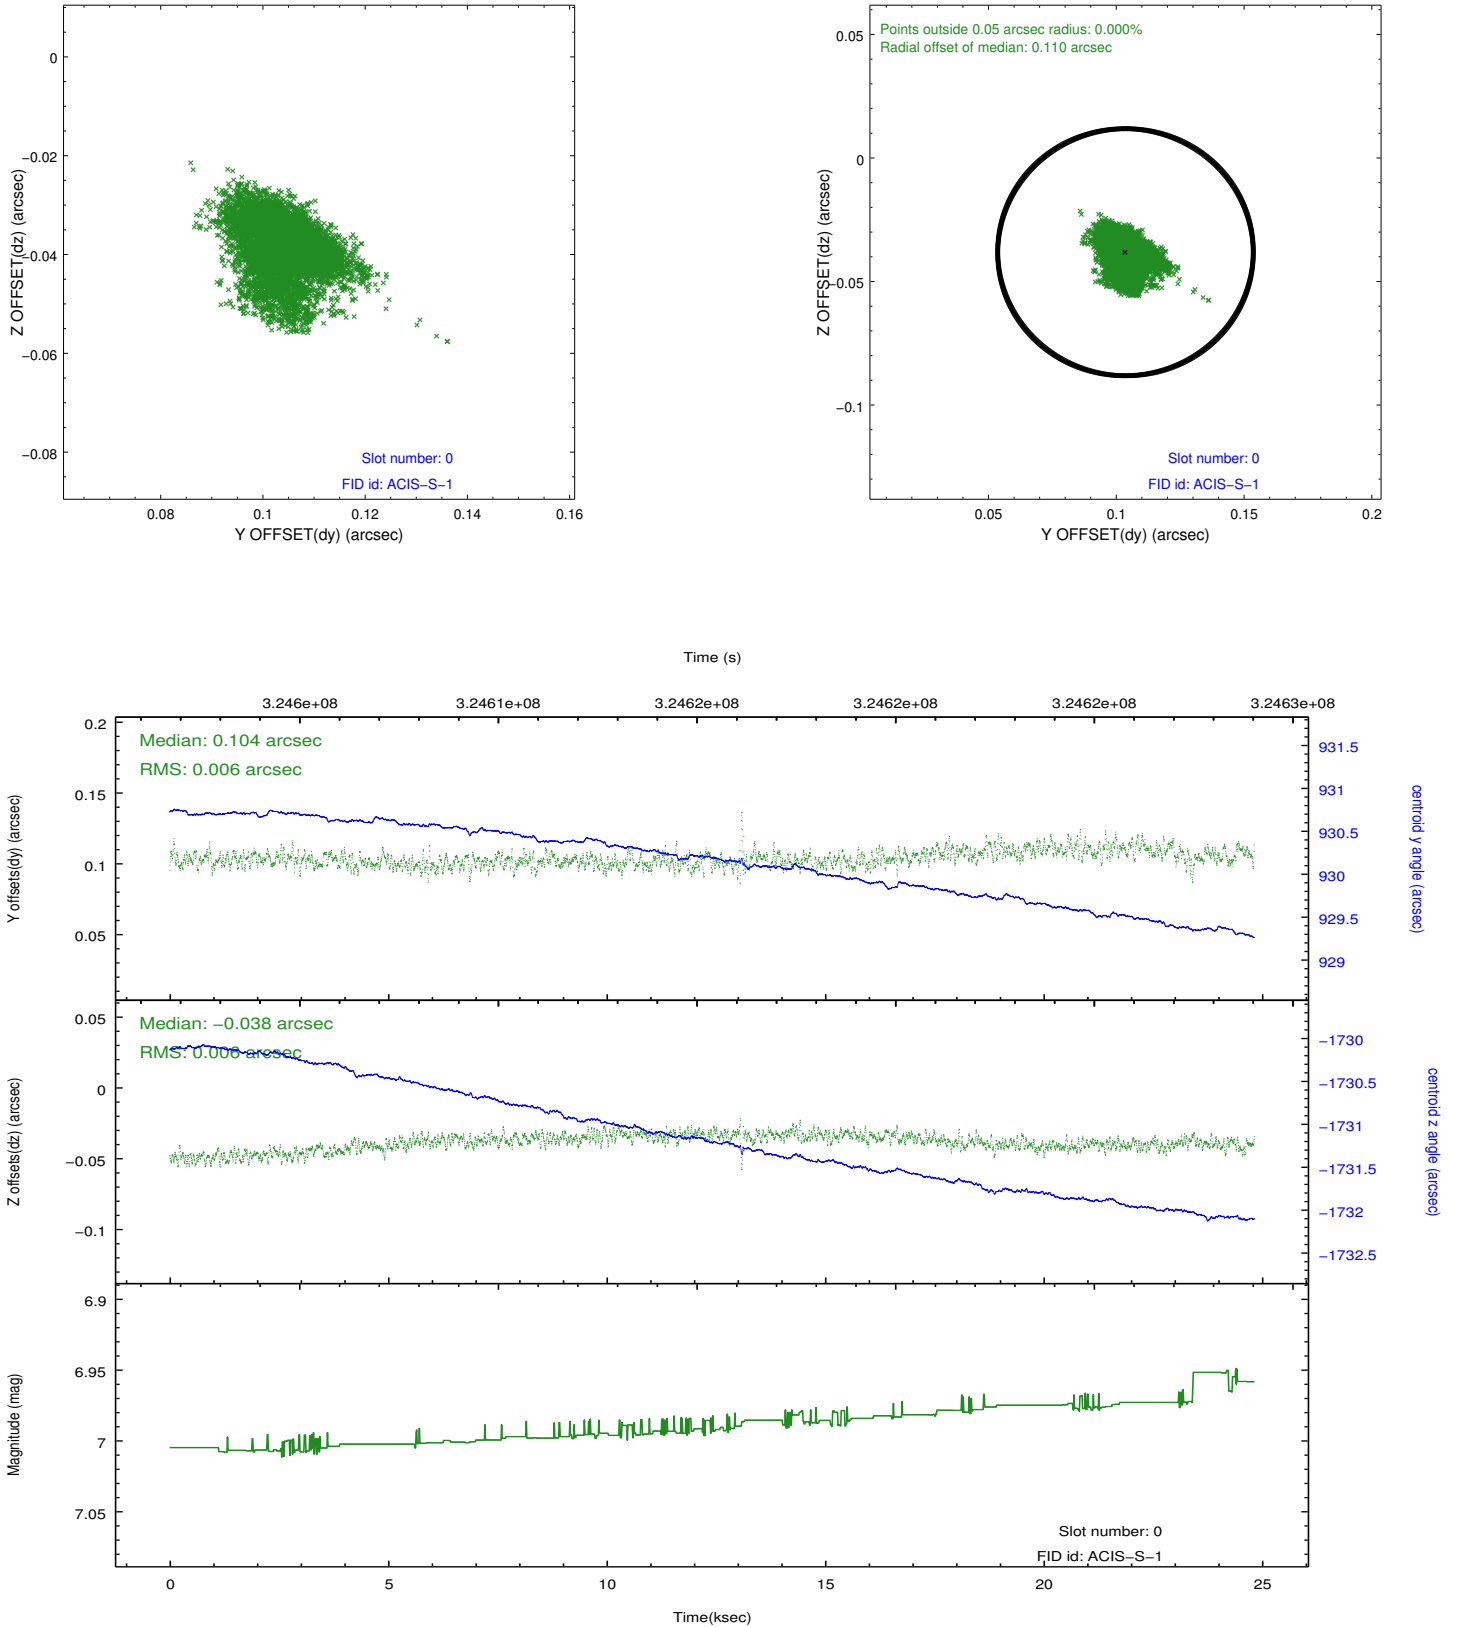 0
−0.02
−0.04
−0.06
−0.08
Z OFFSET(dz) (arcsec)
0.08
0.1
0.12
0.14
0.16
Y OFFSET(dy) (arcsec)
Slot number: 0
FID id: ACIS−S−1
Points outside 0.05 arcsec radius: 0.000%
Radial offset of median: 0.110 arcsec
0.05
0
−0.05
−0.1
Z OFFSET(dz) (arcsec)
0.05
0.1
0.15
0.2
Y OFFSET(dy) (arcsec)
Slot number: 0
FID id: ACIS−S−1
Time (s)
3.246e+08
3.2461e+08
3.2462e+08
3.2462e+08
3.2462e+08
3.2463e+08
Median: 0.104 arcsec
RMS: 0.006 arcsec
0.2
0.15
0.1
0.05
Y offsets(dy) (arcsec)
931.5
931
930.5
930
929.5
929
centroid y angle (arcsec)
Median: −0.038 arcsec
RMS: 0.006 arcsec
0.05
0
−0.05
−0.1
Z offsets(dz) (arcsec)
−1730
−1730.5
−1731
−1731.5
−1732
−1732.5
centroid z angle (arcsec)
6.9
6.95
7
7.05
Magnitude (mag)
Slot number: 0
FID id: ACIS−S−1
0
5
10
15
20
25
Time(ksec)